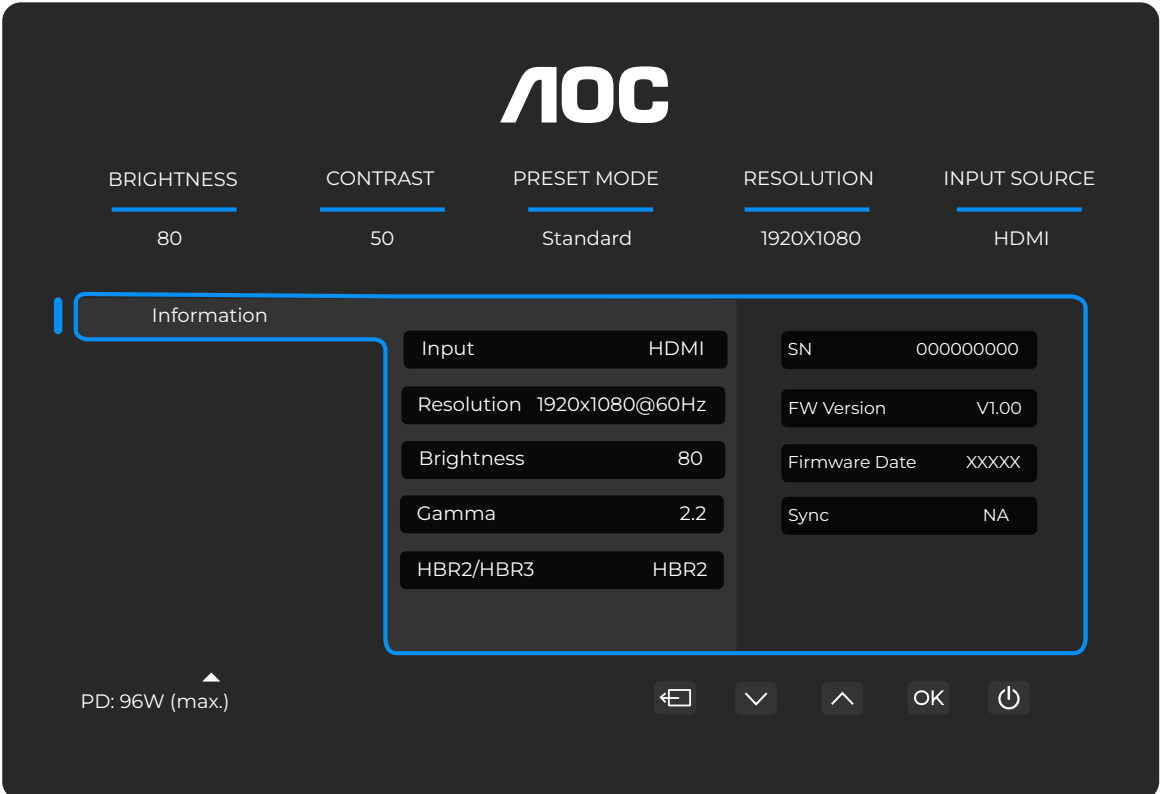 AOC
BRIGHTNESS CONTRAST PRESET MODE RESOLUTION INPUT SOURCE
80 50 Standard 1920X1080 HDMI
Information
Input HDMI
Resolution 1920x1080@60Hz
Brightness 80
Gamma 2.2
HBR2/HBR3 HBR2
SN 000000000
FW Version V1.00
Firmware Date XXXXX
Sync NA
PD: 96W (max.)
OK